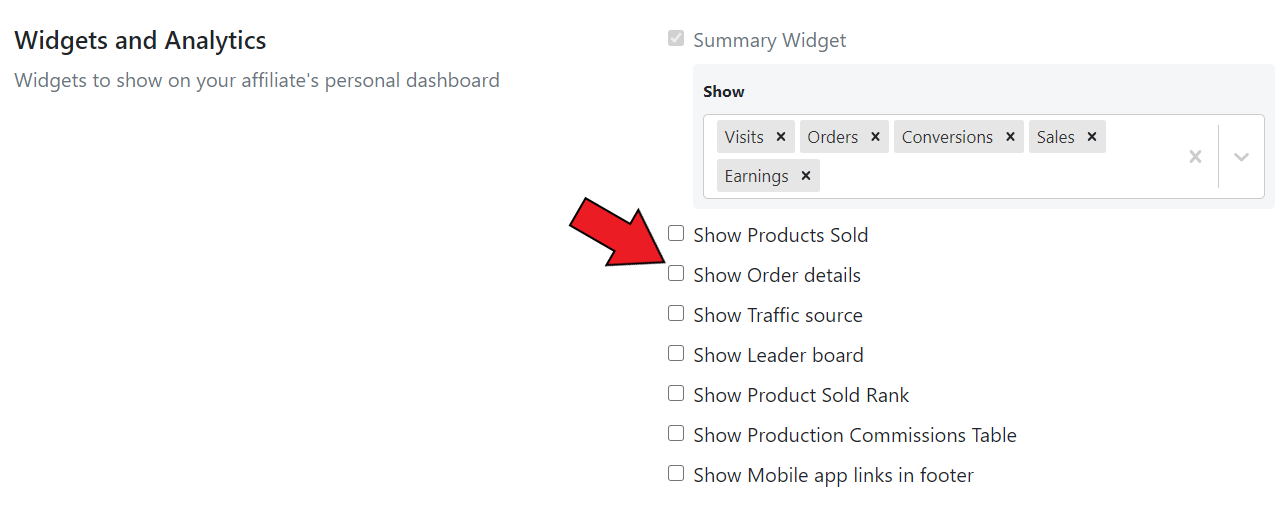 Widgets and Analytics
Widgets to show on your affiliate's personal dashboard
Summary Widget
Show
Visits × Orders × Conversions × Sales ×
Earnings ×
Show Products Sold
Show Order details
Show Traffic source
Show Leader board
Show Product Sold Rank
Show Production Commissions Table
Show Mobile app links in footer